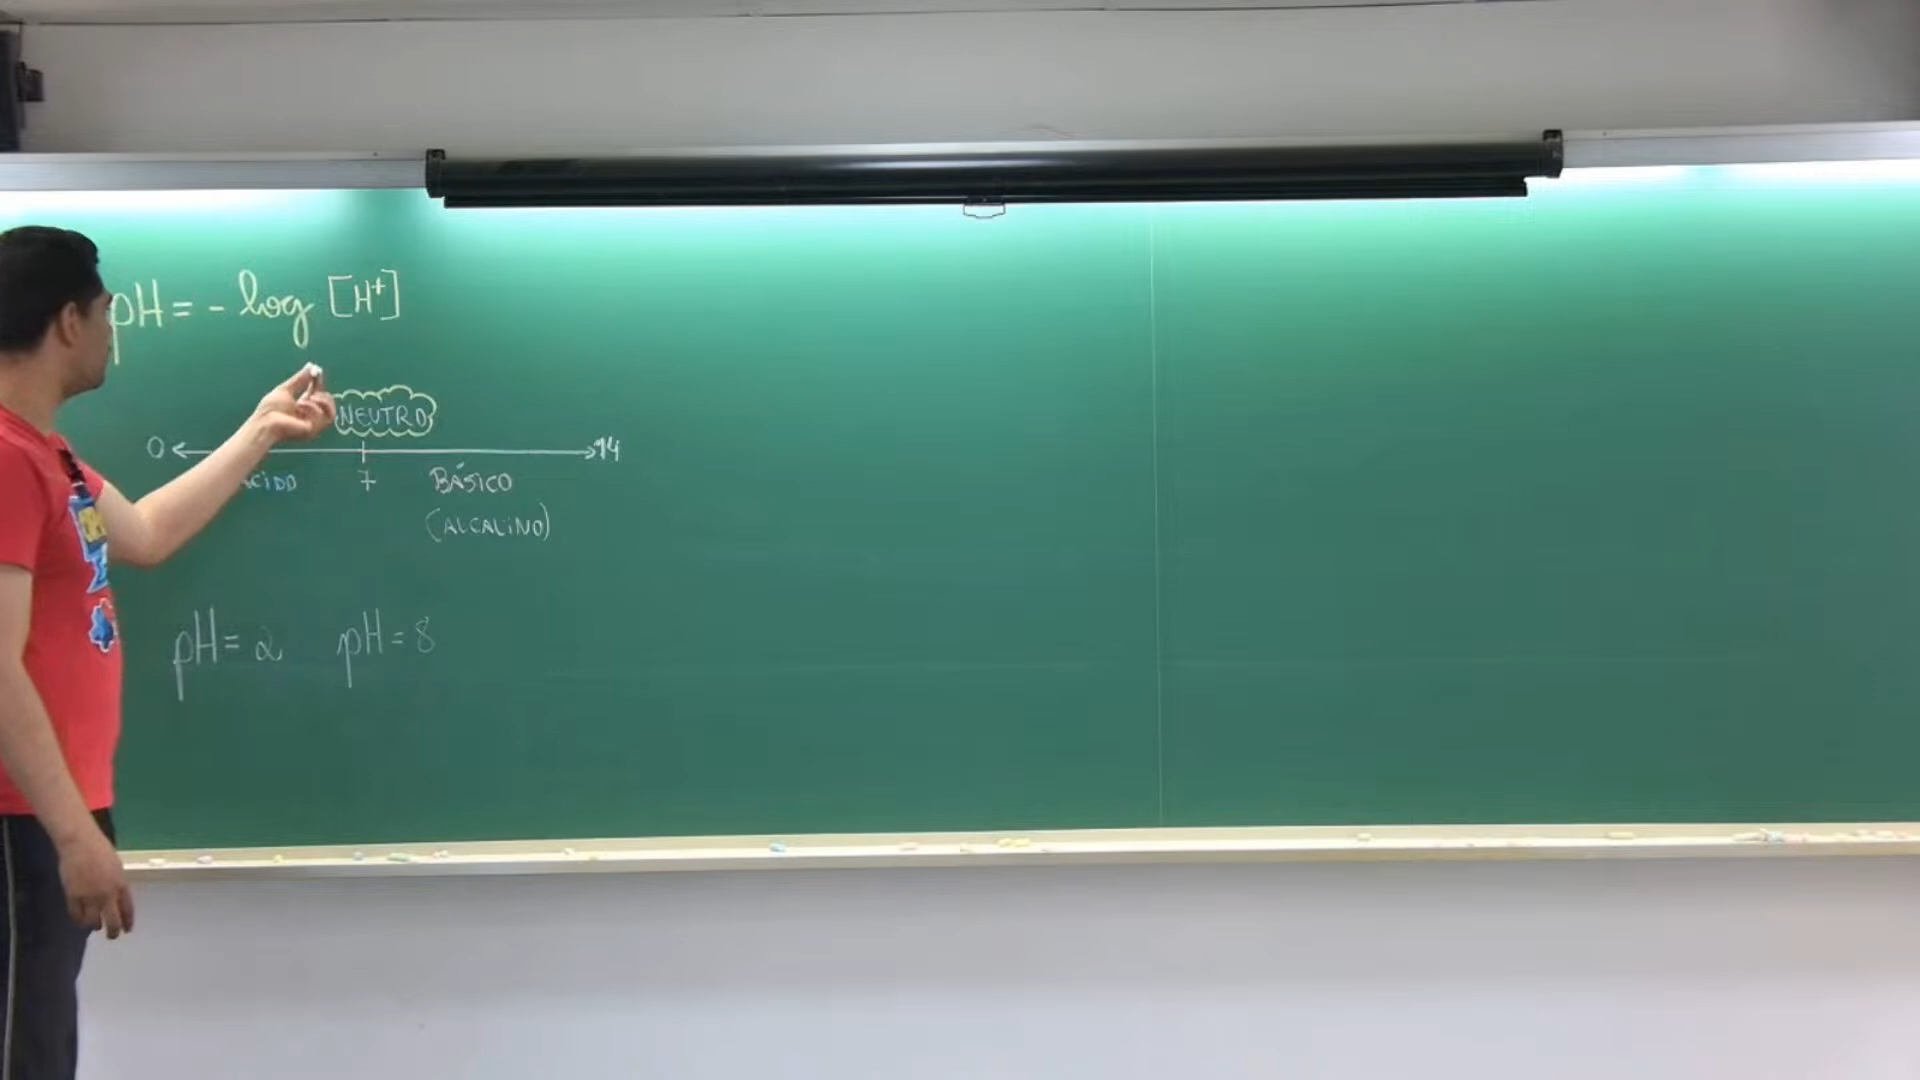 pH = - log [H⁺]
NEUTRO
0 14
7
BÁSICO
(ALCALINO)
pH = 2 pH = 8